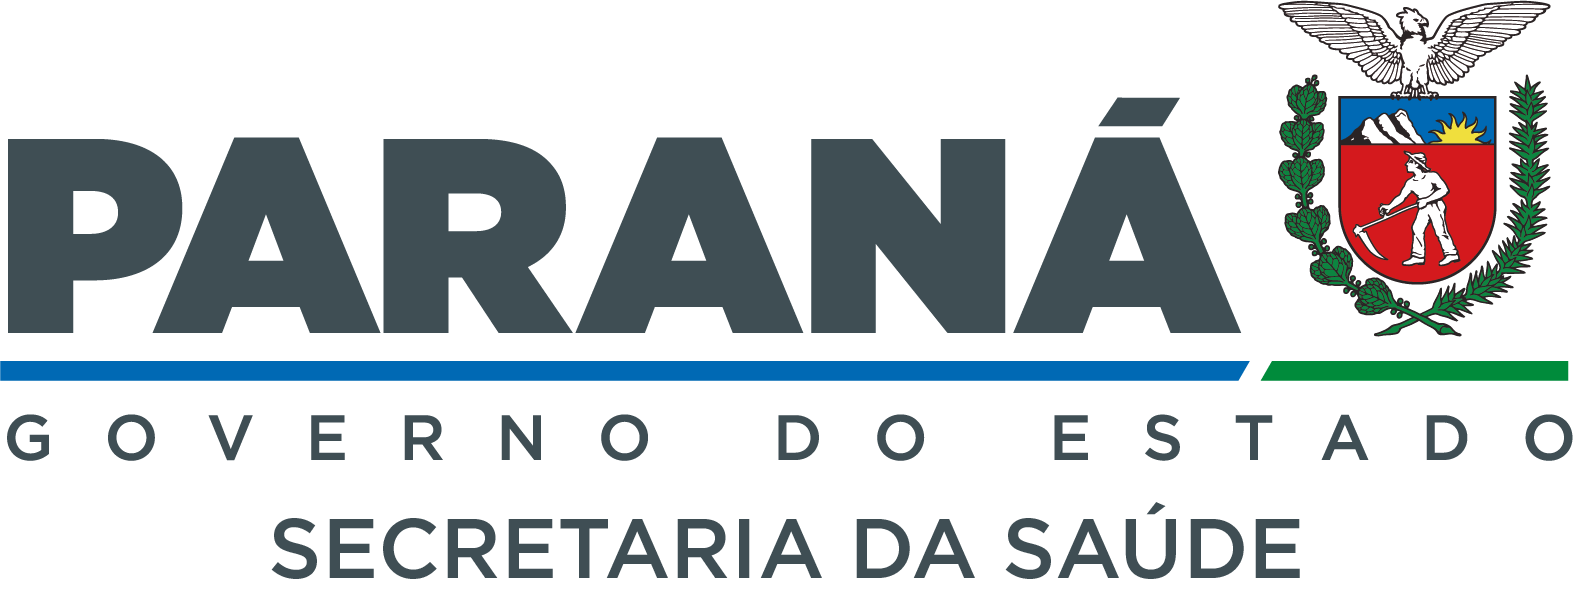 PARANÁ
GOVERNO DO ESTADO
SECRETARIA DA SAÚDE